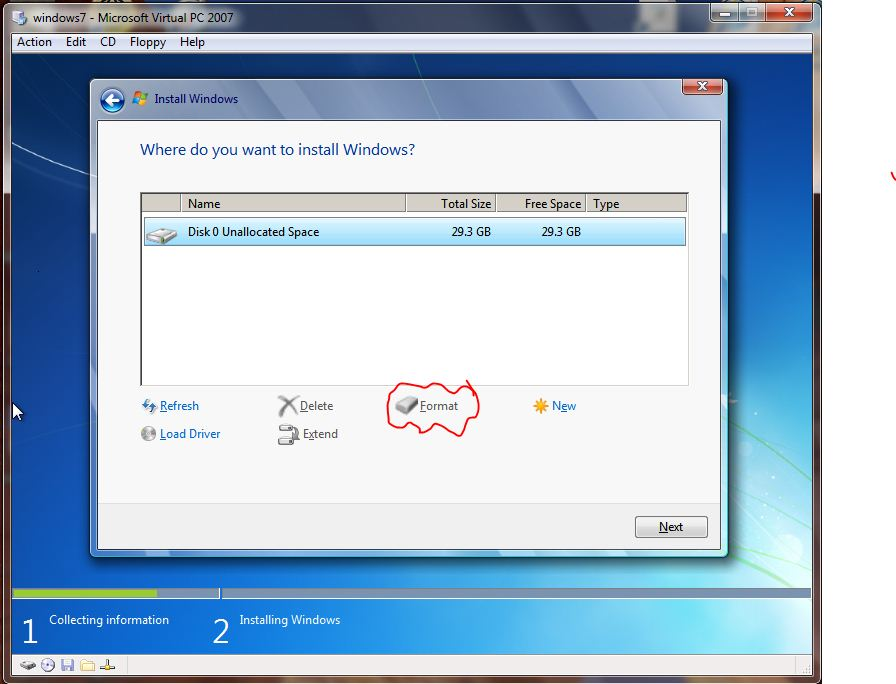 windows7 - Microsoft Virtual PC 2007
Action Edit CD Floppy Help
Install Windows
Where do you want to install Windows?
Name Total Size Free Space Type
Disk 0 Unallocated Space 29.3 GB 29.3 GB
Refresh Delete Format New
Load Driver Extend
Next
1 Collecting information 2 Installing Windows